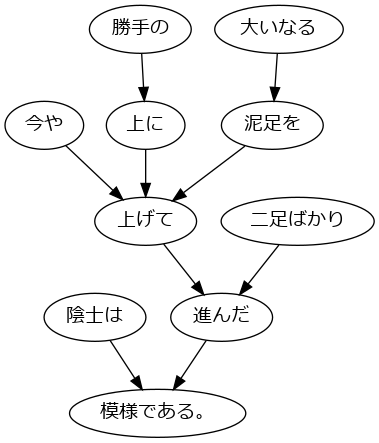 勝手の
大いなる
今や
上に
泥足を
上げて
二足ばかり
陰士は
進んだ
模様である。